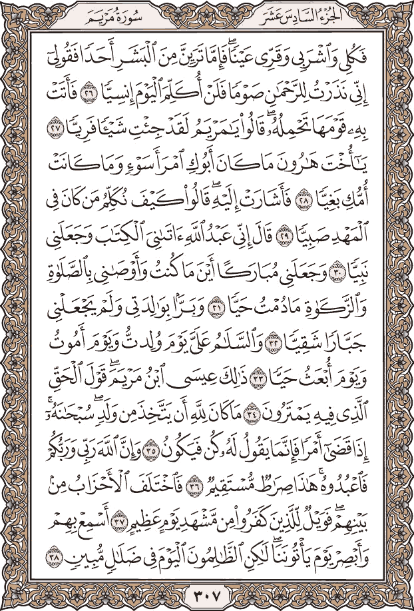 الجزء السادس عشر
سورة مريم
فَكُلِي وَاشْرَبِي وَقَرِّي عَيْنًا ۖ فَإِمَّا تَرَيِنَّ مِنَ الْبَشَرِ أَحَدًا فَقُولِي
إِنِّي نَذَرْتُ لِلرَّحْمَٰنِ صَوْمًا فَلَنْ أُكَلِّمَ الْيَوْمَ إِنسِيًّا ٢٦ فَأَتَتْ
بِهِ قَوْمَهَا تَحْمِلُهُ ۖ قَالُوا يَا مَرْيَمُ لَقَدْ جِئْتِ شَيْئًا فَرِيًّا ٢٧
يَا أُخْتَ هَارُونَ مَا كَانَ أَبُوكِ امْرَأَ سَوْءٍ وَمَا كَانَتْ
أُمُّكِ بَغِيًّا ٢٨ فَأَشَارَتْ إِلَيْهِ ۖ قَالُوا كَيْفَ نُكَلِّمُ مَن كَانَ فِي
الْمَهْدِ صَبِيًّا ٢٩ قَالَ إِنِّي عَبْدُ اللَّهِ آتَانِيَ الْكِتَابَ وَجَعَلَنِي
نَبِيًّا ٣٠ وَجَعَلَنِي مُبَارَكًا أَيْنَ مَا كُنتُ وَأَوْصَانِي بِالصَّلَاةِ
وَالزَّكَاةِ مَا دُمْتُ حَيًّا ٣١ وَبَرًّا بِوَالِدَتِي وَلَمْ يَجْعَلْنِي
جَبَّارًا شَقِيًّا ٣٢ وَالسَّلَامُ عَلَيَّ يَوْمَ وُلِدتُّ وَيَوْمَ أَمُوتُ
وَيَوْمَ أُبْعَثُ حَيًّا ٣٣ ذَٰلِكَ عِيسَى ابْنُ مَرْيَمَ ۚ قَوْلَ الْحَقِّ
الَّذِي فِيهِ يَمْتَرُونَ ٣٤ مَا كَانَ لِلَّهِ أَن يَتَّخِذَ مِن وَلَدٍ ۖ سُبْحَانَهُ ۚ
إِذَا قَضَىٰ أَمْرًا فَإِنَّمَا يَقُولُ لَهُ كُن فَيَكُونُ ٣٥ وَإِنَّ اللَّهَ رَبِّي وَرَبُّكُمْ
فَاعْبُدُوهُ ۚ هَٰذَا صِرَاطٌ مُّسْتَقِيمٌ ٣٦ فَاخْتَلَفَ الْأَحْزَابُ مِن
بَيْنِهِمْ ۖ فَوَيْلٌ لِّلَّذِينَ كَفَرُوا مِن مَّشْهَدِ يَوْمٍ عَظِيمٍ ٣٧ أَسْمِعْ بِهِمْ
وَأَبْصِرْ يَوْمَ يَأْتُونَنَا ۖ لَٰكِنِ الظَّالِمُونَ الْيَوْمَ فِي ضَلَالٍ مُّبِينٍ ٣٨
٣٠٧